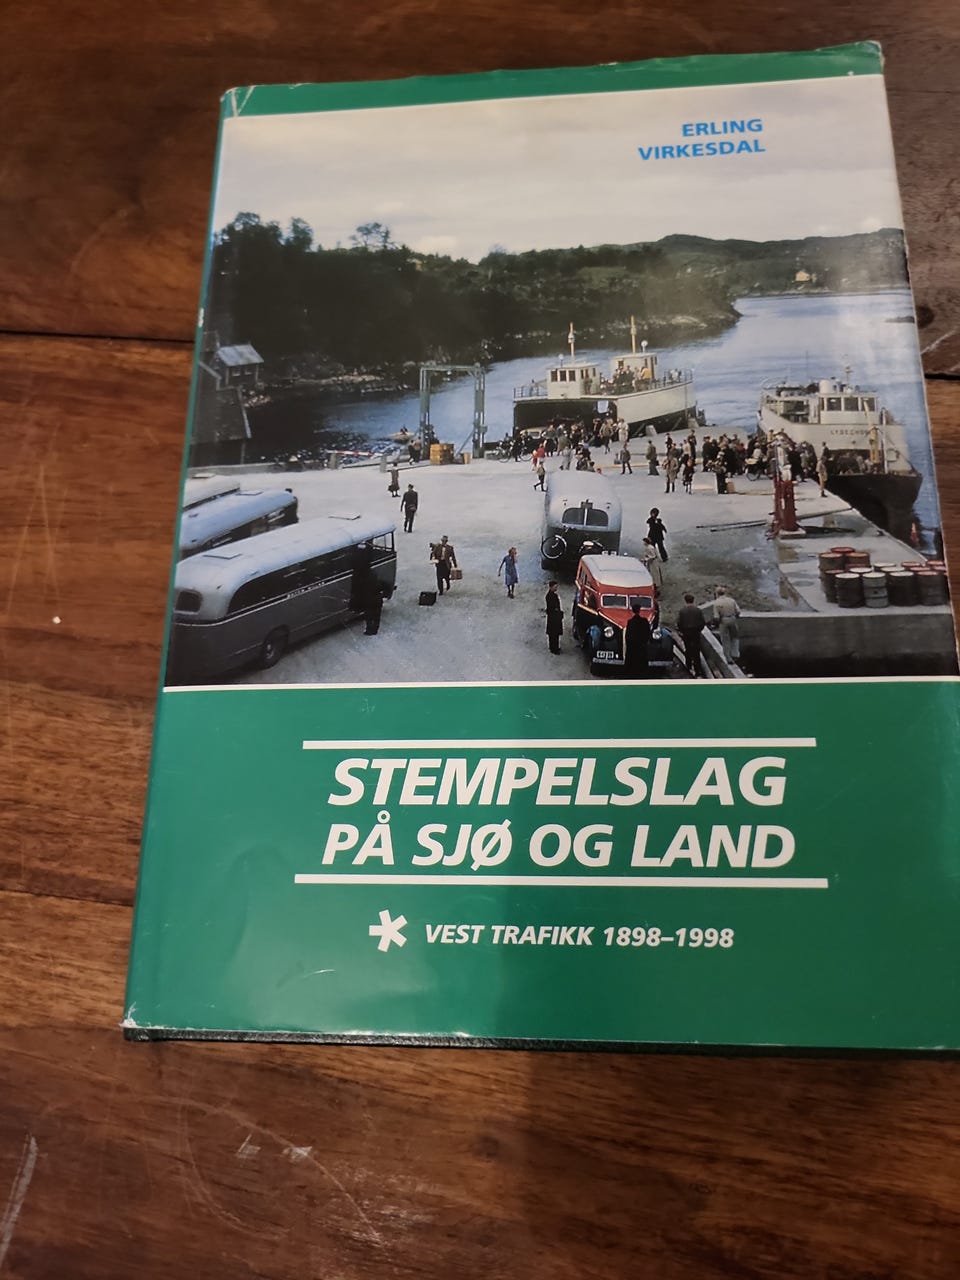 ERLING
VIRKESDAL
STEMPELSLAG
PÅ SJØ OG LAND
VEST TRAFIKK 1898–1998